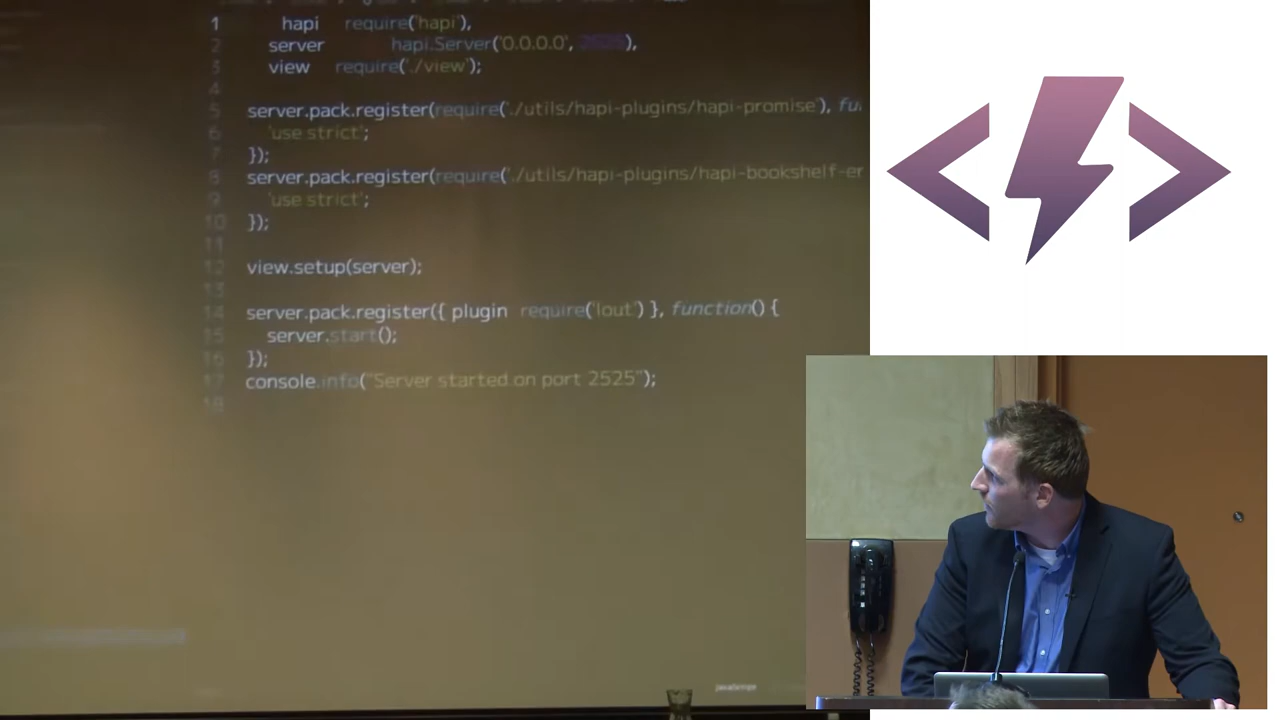 1 hapi require('hapi'),
2 server hapi.Server('0.0.0.0', 2525),
3 view require('./view');
4
5 server.pack.register(require('./utils/hapi-plugins/hapi-promise'), fu
6 'use strict';
7 });
8 server.pack.register(require('./utils/hapi-plugins/hapi-bookshelf-er
9 'use strict';
10 });
11
12 view.setup(server);
13
14 server.pack.register({ plugin require('lout') }, function() {
15 server.start();
16 });
17 console.info("Server started on port 2525");
18
javascript